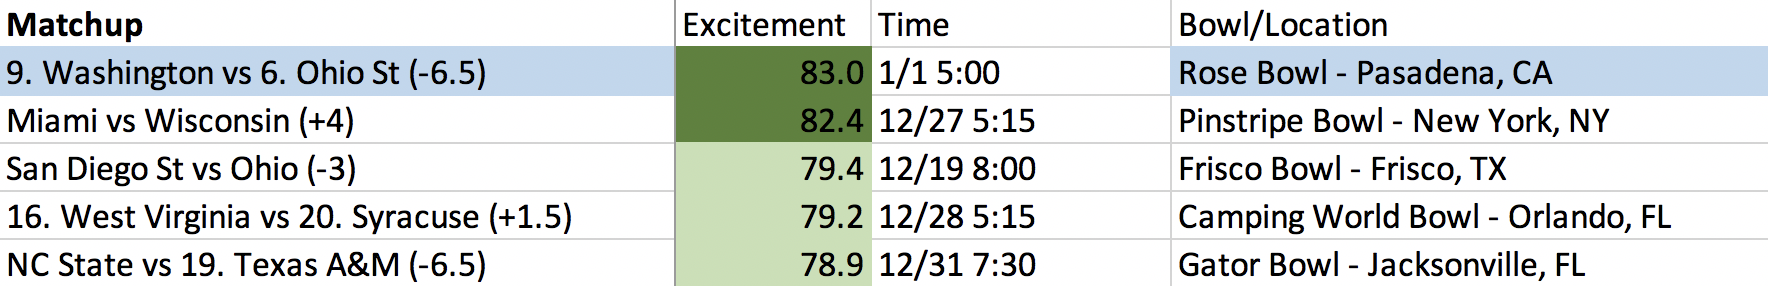 Matchup Excitement Time Bowl/Location
9. Washington vs 6. Ohio St (-6.5) 83.0 1/1 5:00 Rose Bowl - Pasadena, CA
Miami vs Wisconsin (+4) 82.4 12/27 5:15 Pinstripe Bowl - New York, NY
San Diego St vs Ohio (-3) 79.4 12/19 8:00 Frisco Bowl - Frisco, TX
16. West Virginia vs 20. Syracuse (+1.5) 79.2 12/28 5:15 Camping World Bowl - Orlando, FL
NC State vs 19. Texas A&M (-6.5) 78.9 12/31 7:30 Gator Bowl - Jacksonville, FL